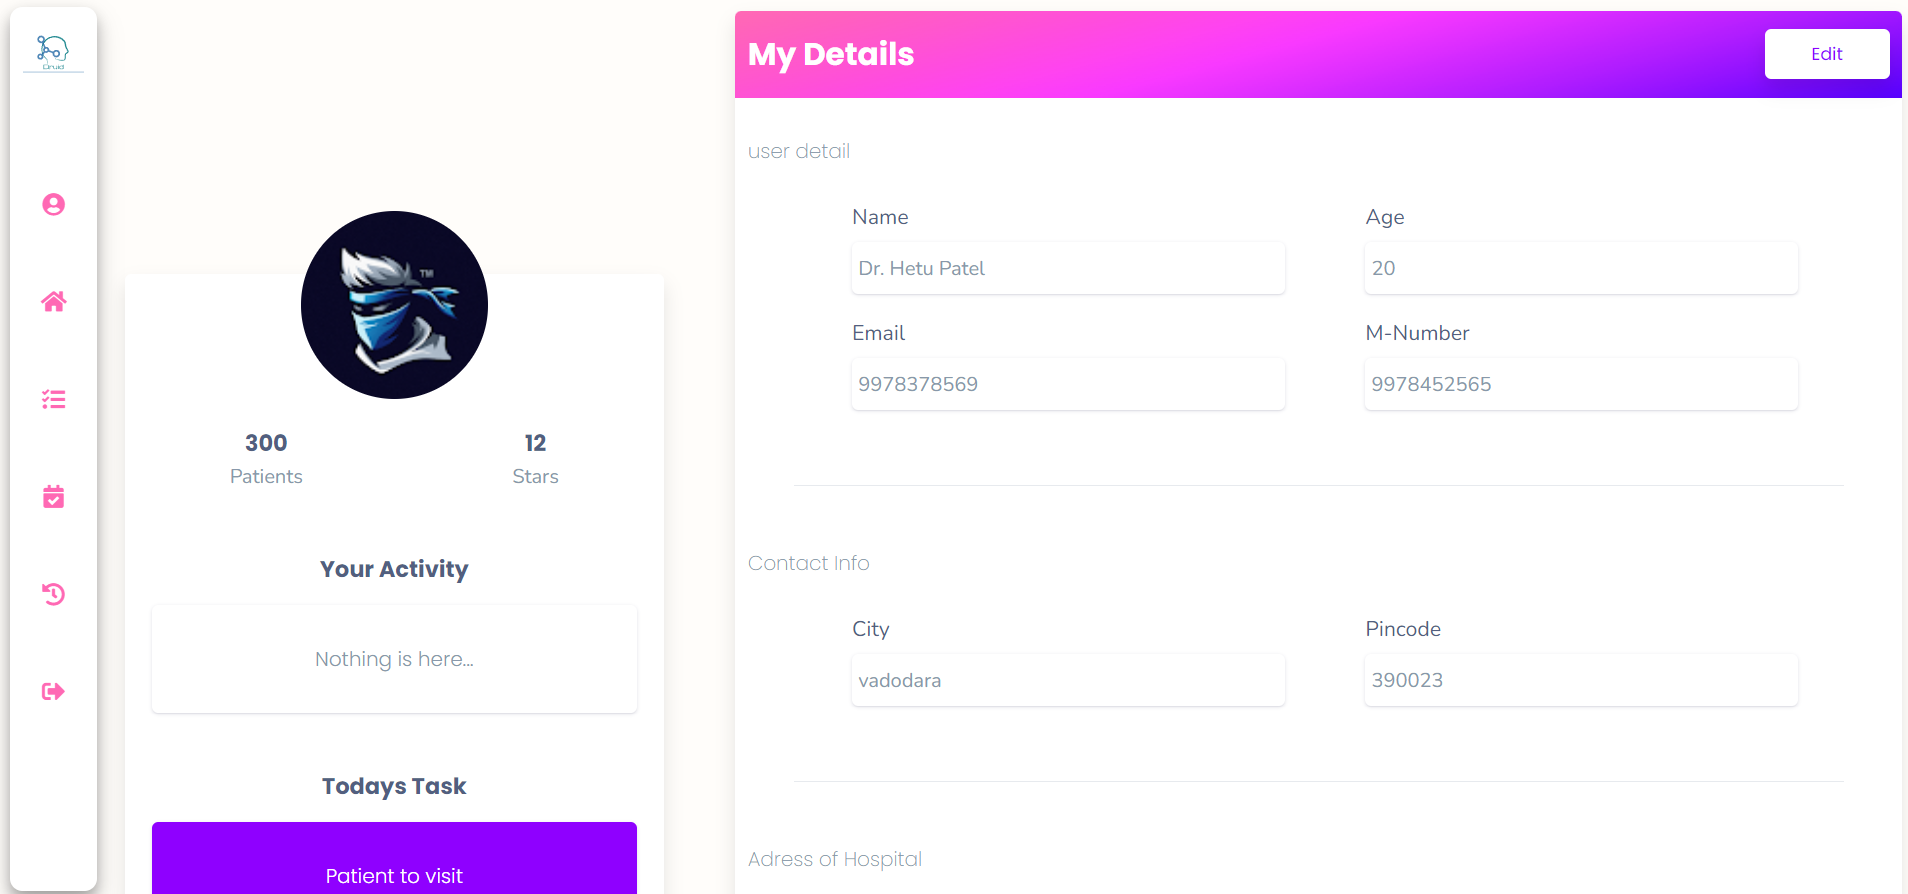 Druid
™
300
Patients
12
Stars
Your Activity
Nothing is here...
Todays Task
Patient to visit
My Details
Edit
user detail
Name
Age
Dr. Hetu Patel
20
Email
M-Number
9978378569
9978452565
Contact Info
City
Pincode
vadodara
390023
Adress of Hospital